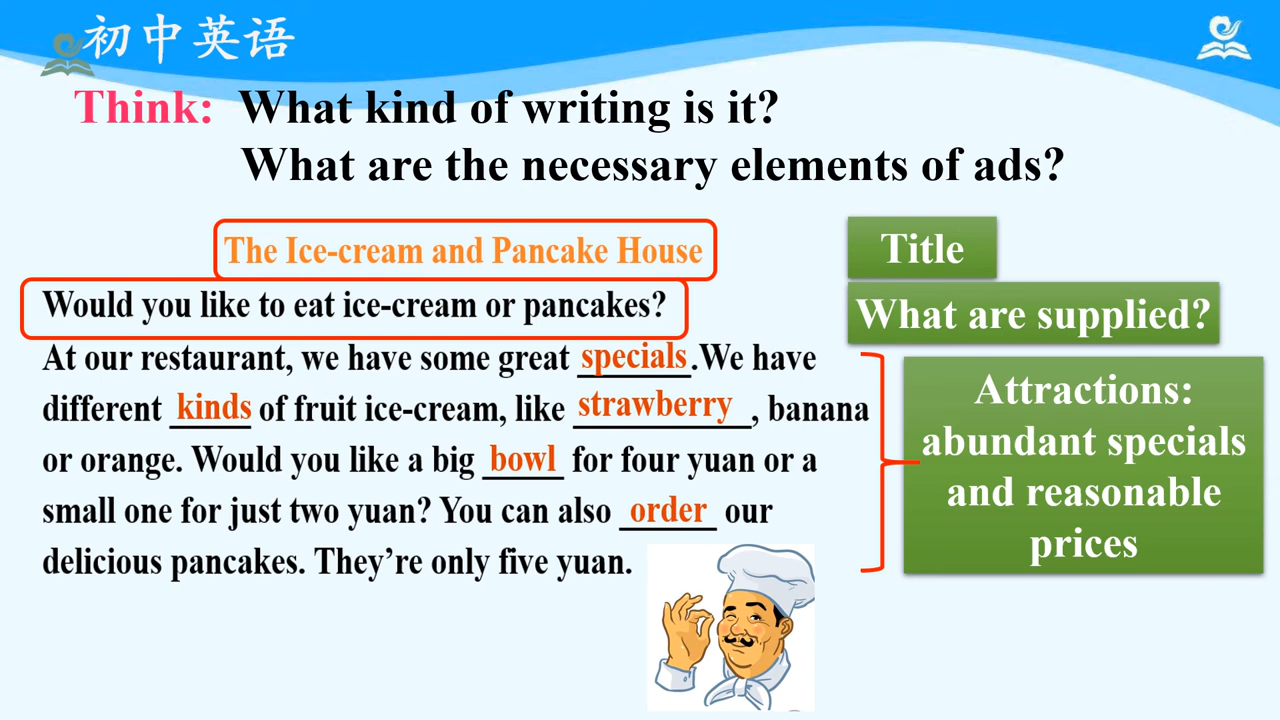 初中英语
Think: What kind of writing is it?
What are the necessary elements of ads?
The Ice-cream and Pancake House
Title
Would you like to eat ice-cream or pancakes?
What are supplied?
At our restaurant, we have some great specials.We have
different kinds of fruit ice-cream, like strawberry, banana
or orange. Would you like a big bowl for four yuan or a
small one for just two yuan? You can also order our
delicious pancakes. They’re only five yuan.
Attractions:
abundant specials
and reasonable
prices